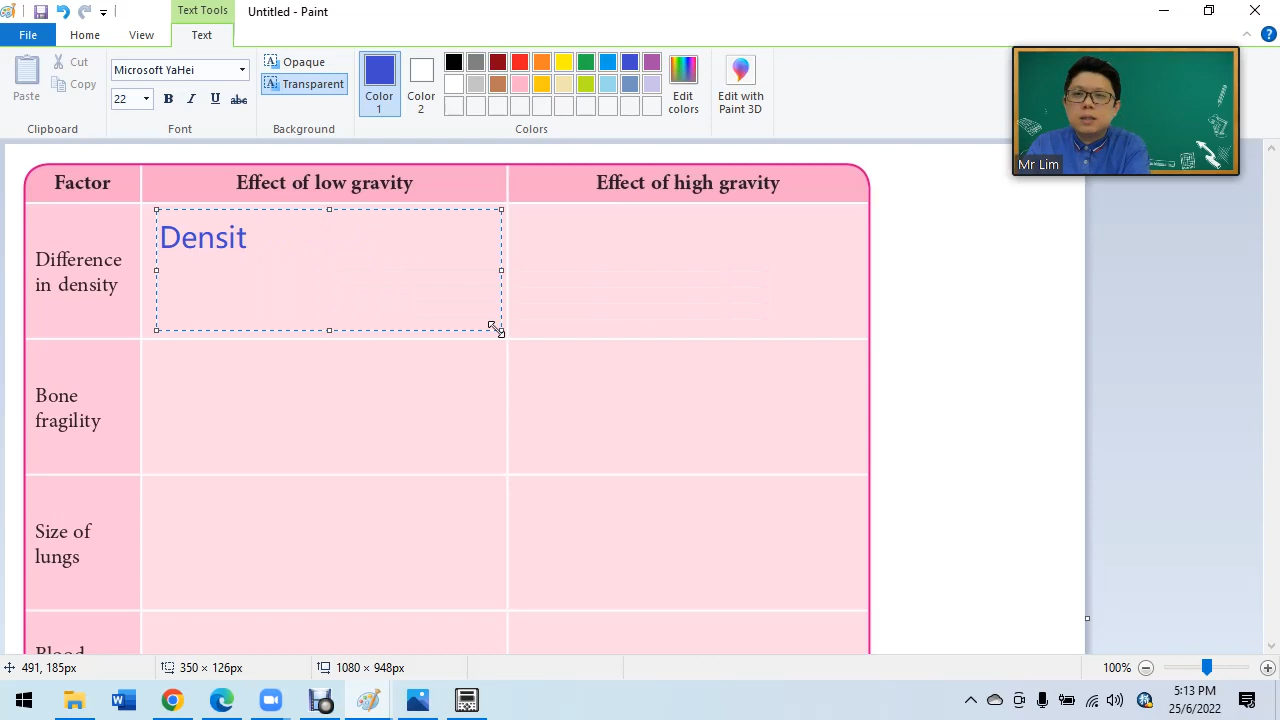 Text Tools
Untitled - Paint
File
Home
View
Text
Paste
Cut
Copy
Clipboard
Microsoft YaHei
22
B
I
U
abc
Font
A
Opaque
A
Transparent
Background
Color
1
Color
2
Edit
colors
Colors
Edit with
Paint 3D
Mr Lim
Factor
Effect of low gravity
Effect of high gravity
Difference
in density
Densit
Bone
fragility
Size of
lungs
Blood
491, 185px
350 × 126px
1080 × 948px
100%
5:13 PM
25/6/2022